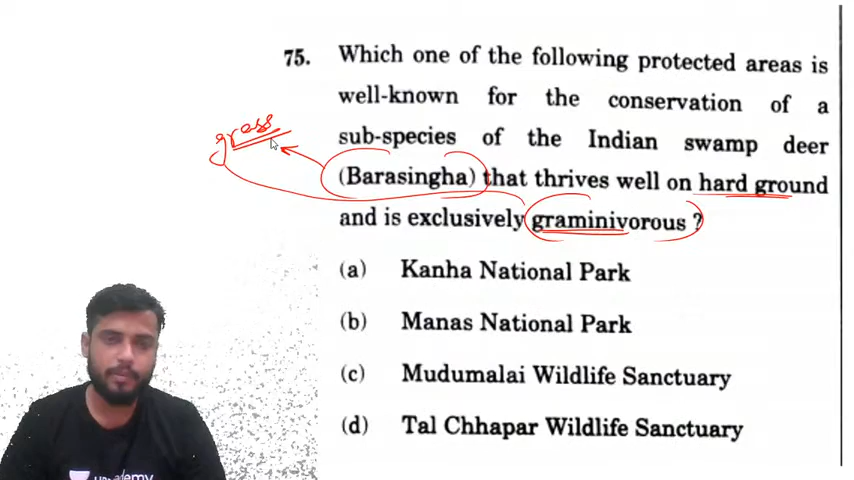 75. Which one of the following protected areas is
well-known for the conservation of a
sub-species of the Indian swamp deer
(Barasingha) that thrives well on hard ground
and is exclusively graminivorous ?
gress
(a) Kanha National Park
(b) Manas National Park
(c) Mudumalai Wildlife Sanctuary
(d) Tal Chhapar Wildlife Sanctuary